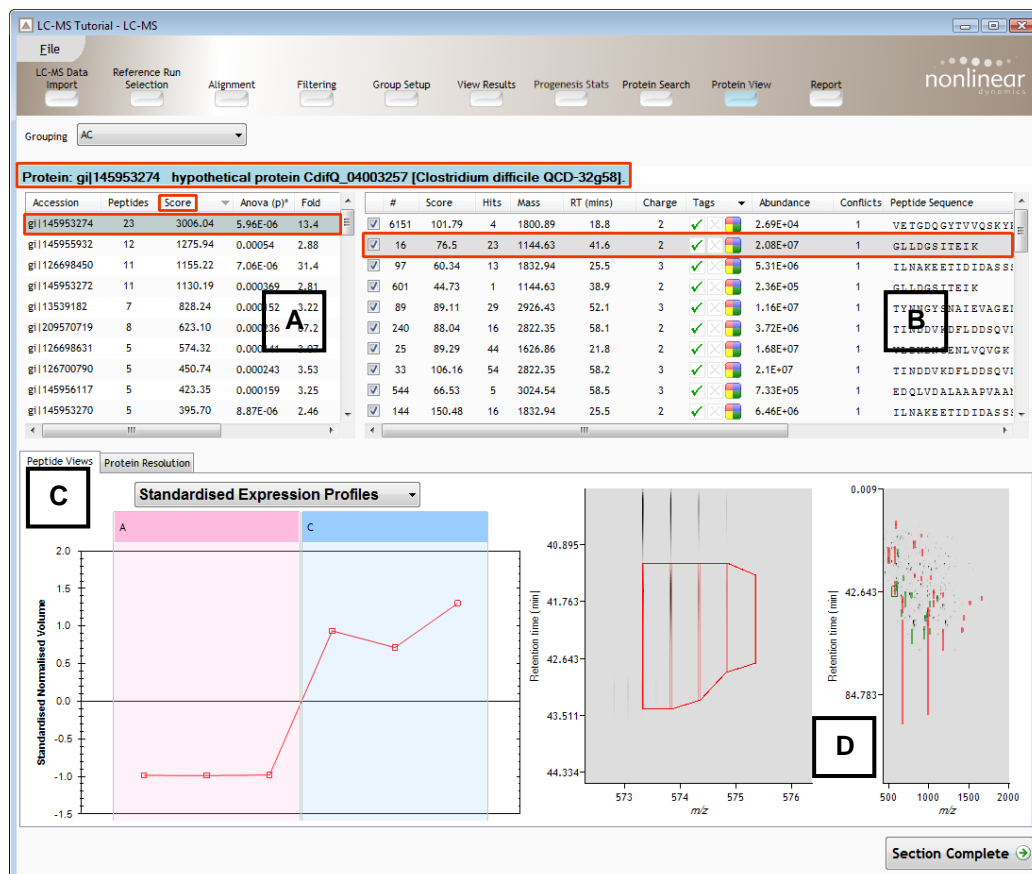 LC-MS Tutorial - LC-MS
File
LC-MS Data Import Reference Run Selection Alignment Filtering Group Setup View Results Progenesis Stats Protein Search Protein View Report
nonlinear
dynamics
Grouping AC
Protein: gi|145953274 hypothetical protein CdifQ_04003257 [Clostridium difficile QCD-32g58].
Accession Peptides Score Anova (p)* Fold
gi|145953274 23 3006.04 5.96E-06 13.4
gi|145955932 12 1275.94 0.00054 2.88
gi|126698450 11 1155.22 7.06E-06 31.4
gi|145953272 11 1130.19 0.000369 2.81
gi|13539182 7 828.24 3.22
gi|209570719 8 623.10
gi|126698631 5 574.32
gi|126700790 5 450.74 0.000243 3.53
gi|145956117 5 423.35 0.000159 3.25
gi|145953270 5 395.70 8.87E-06 2.46
A
# Score Hits Mass RT (mins) Charge Tags Abundance Conflicts Peptide Sequence
6151 101.79 4 1800.89 18.8 2 2.69E+04 1 VETGDQGYTVVQSKY
16 76.5 23 1144.63 41.6 2 2.08E+07 1 GLLDGSITEIK
97 60.34 13 1832.94 25.5 3 5.31E+06 1 ILNAKEETIDIDASS
601 44.73 1 1144.63 38.9 2 2.36E+05 1 GLLDGSITEIK
89 89.11 29 2926.43 52.1 3 1.16E+07 1
240 88.04 16 2822.35 58.1 2 3.72E+06 1
25 89.29 44 1626.86 21.8 2 1.68E+07 1
33 106.16 54 2822.35 58.2 3 2.1E+07 1 TINDDVKDFLDDSQV
544 66.53 5 3024.54 58.5 3 7.33E+05 1 EDQLVDALAAAPVAA
144 150.48 16 1832.94 25.5 2 6.46E+06 1 ILNAKEETIDIDASS
B
Peptide Views Protein Resolution
C
Standardised Expression Profiles
A C
Standardised Normalised Volume
2.0
1.5
1.0
0.5
0.0
-0.5
-1.0
-1.5
Retention time (min)
40.895
41.763
42.643
43.511
44.334
573 574 575 576
m/z
Retention time (min)
0.009
42.643
84.783
D
500 1000 1500 2000
m/z
Section Complete